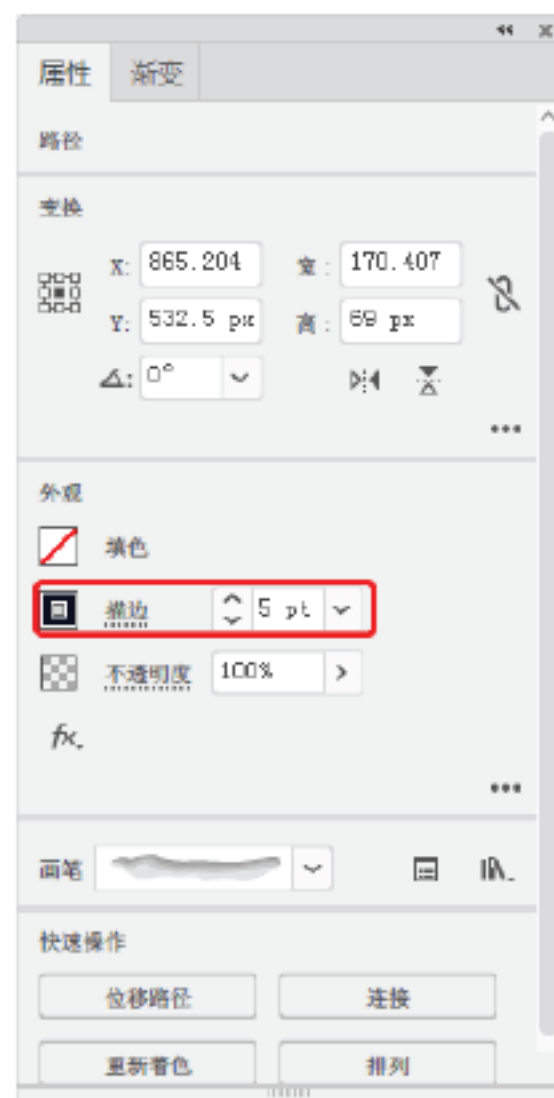 属性 渐变
路径
变换
X: 865.204 宽: 170.407
Y: 532.5 px 高: 69 px
0°
外观
填色
描边 5 pt
不透明度 100%
fx.
画笔
快速操作
位移路径 连接
重新着色 排列